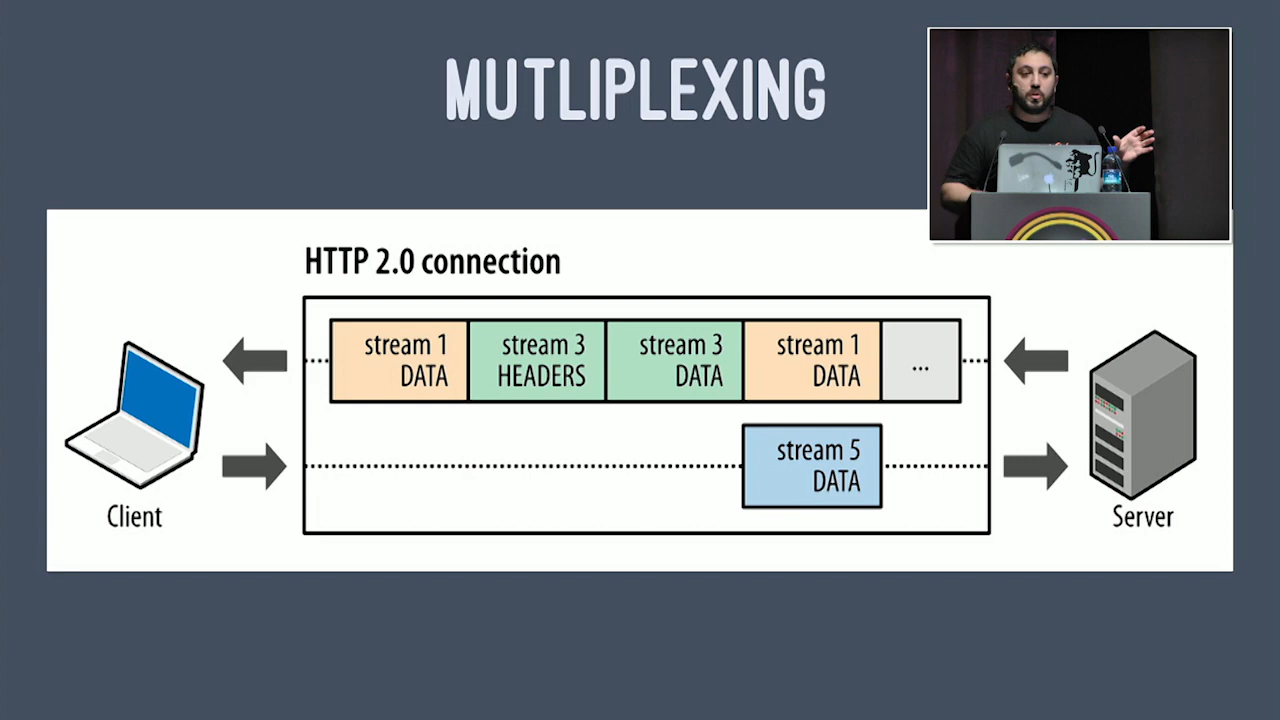 MUTLIPLEXING
HTTP 2.0 connection
stream 1
DATA
stream 3
HEADERS
stream 3
DATA
stream 1
DATA
...
stream 5
DATA
Client
Server